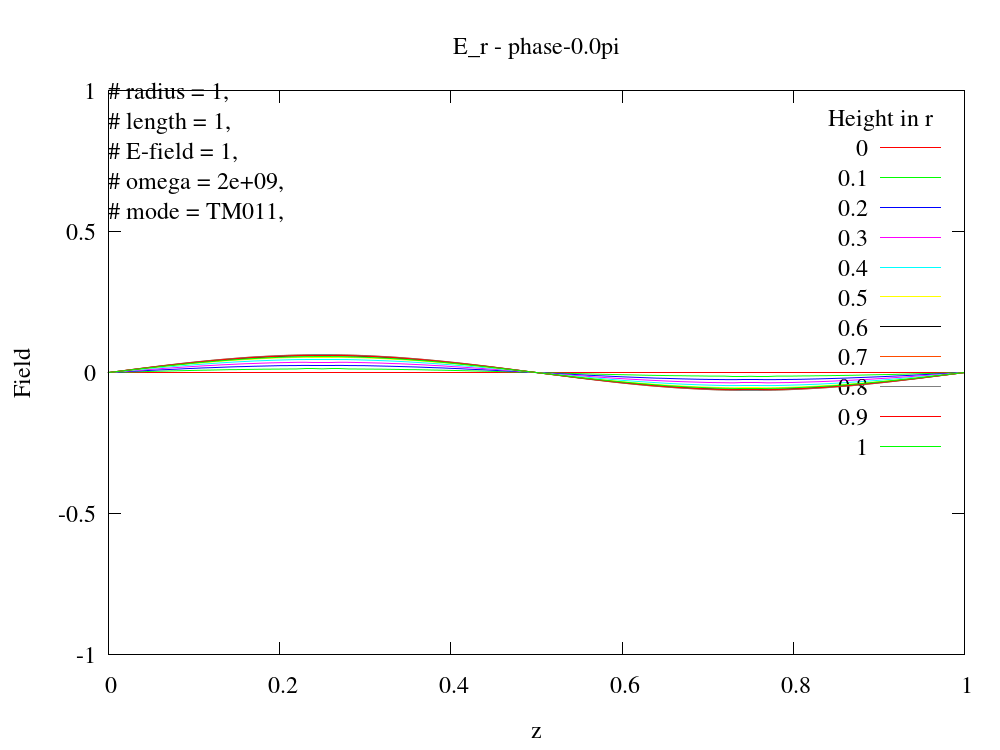 E_r - phase-0.0pi
# radius = 1,
# length = 1,
# E-field = 1,
# omega = 2e+09,
# mode = TM011,
Height in r
0
0.1
0.2
0.3
0.4
0.5
0.6
0.7
0.8
0.9
1
1
0.5
0
-0.5
-1
Field
0 0.2 0.4 0.6 0.8 1
z